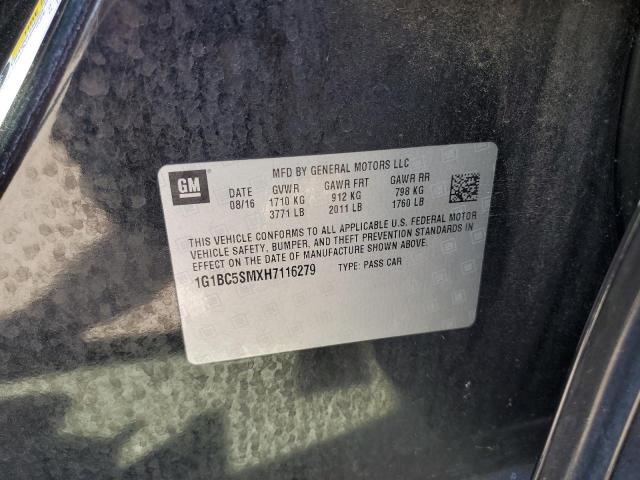 GM
MFD BY GENERAL MOTORS LLC
DATE GVWR GAWR FRT GAWR RR
08/16 1710 KG 912 KG 798 KG
3771 LB 2011 LB 1760 LB
THIS VEHICLE CONFORMS TO ALL APPLICABLE U.S. FEDERAL MOTOR
VEHICLE SAFETY, BUMPER, AND THEFT PREVENTION STANDARDS IN
EFFECT ON THE DATE OF MANUFACTURE SHOWN ABOVE.
1G1BC5SMXH7116279 TYPE: PASS CAR